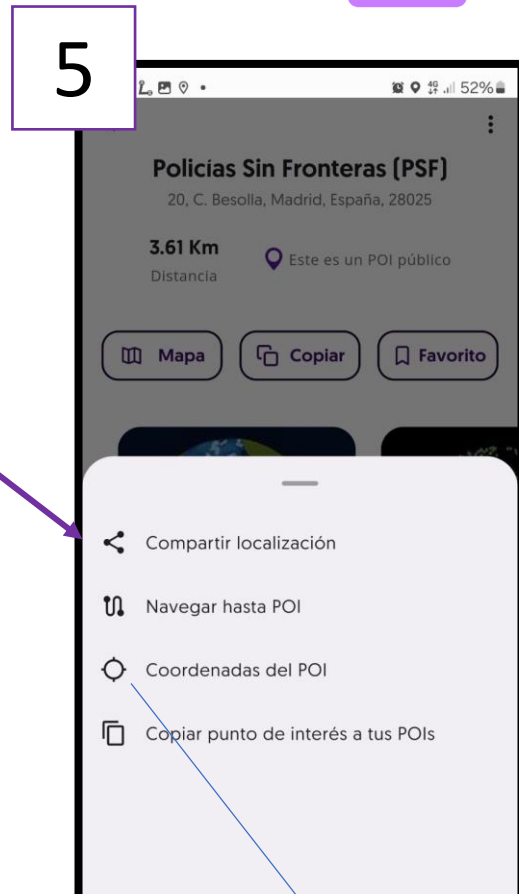 5
4G 52%
Policías Sin Fronteras (PSF)
20, C. Besolla, Madrid, España, 28025
3.61 Km
Distancia
Este es un POI público
Mapa
Copiar
Favorito
Compartir localización
Navegar hasta POI
Coordenadas del POI
Copiar punto de interés a tus POIs